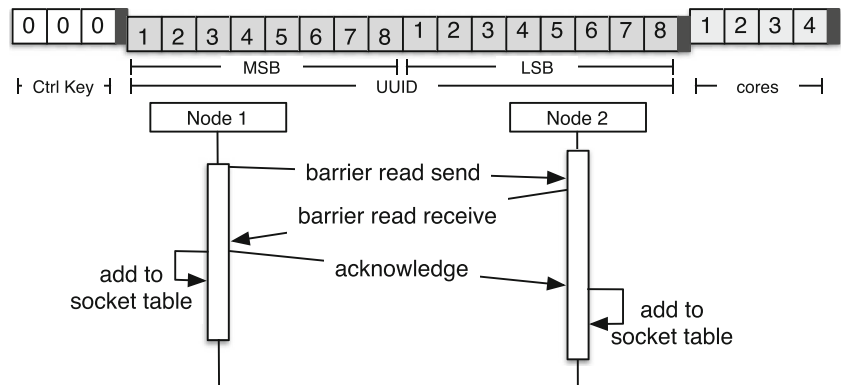 0 0 0 1 2 3 4 5 6 7 8 1 2 3 4 5 6 7 8 1 2 3 4
MSB LSB
Ctrl Key UUID cores
Node 1 Node 2
barrier read send
barrier read receive
acknowledge
add to
socket table
add to
socket table